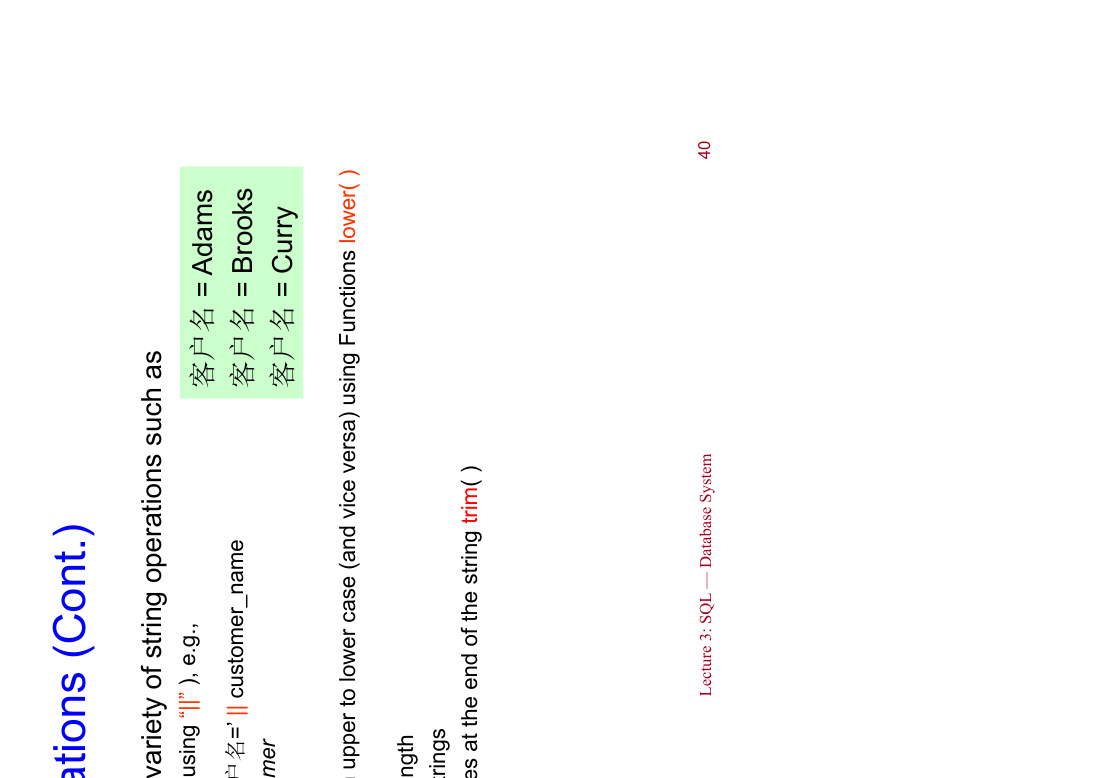 ations (Cont.)
variety of string operations such as
using “||” ), e.g.,
户名=’ || customer_name
mer
客户名 = Adams
客户名 = Brooks
客户名 = Curry
upper to lower case (and vice versa) using Functions lower( )
ngth
trings
es at the end of the string trim( )
Lecture 3: SQL — Database System
40